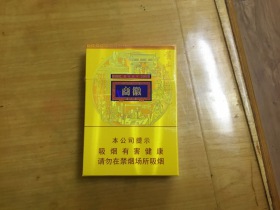 商徽
本公司提示
吸烟有害健康
请勿在禁烟场所吸烟